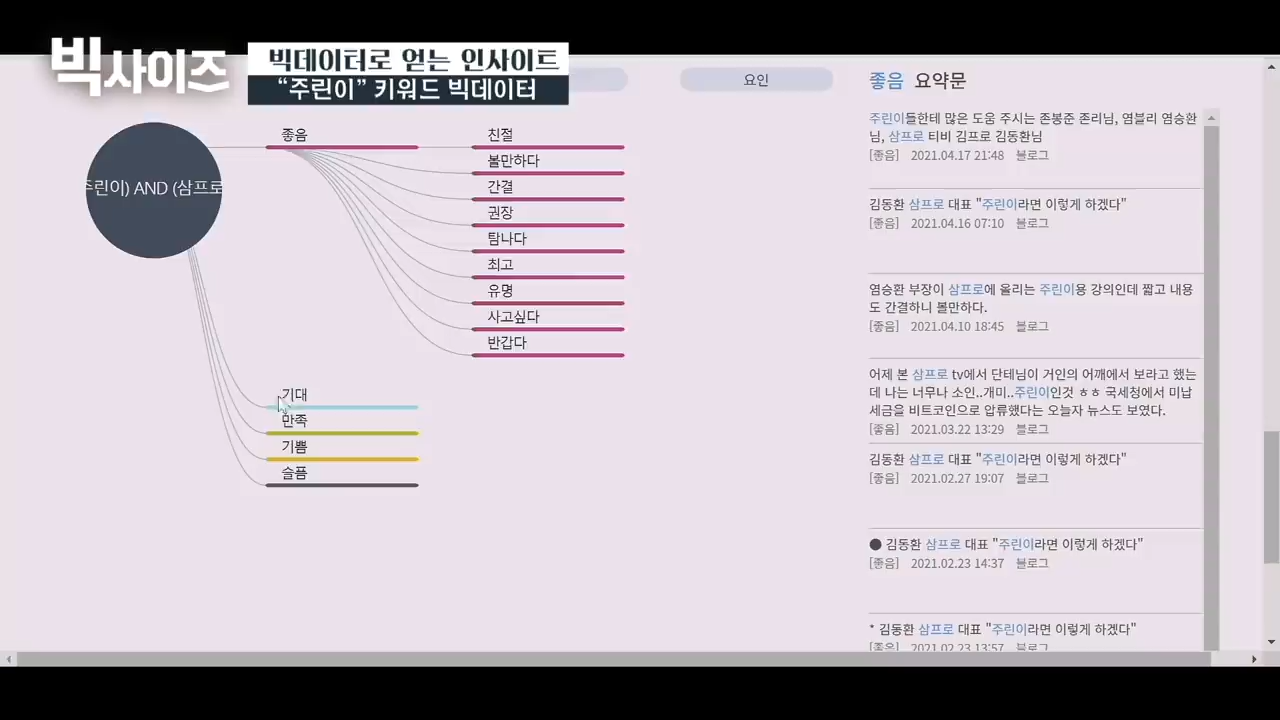 빅사이즈
빅데이터로 얻는 인사이트
“주린이” 키워드 빅데이터
요인
좋음 요약문
주린이) AND (삼프로
좋음
친절
볼만하다
간결
권장
탐나다
최고
유명
사고싶다
반갑다
기대
만족
기쁨
슬픔
주린이들한테 많은 도움 주시는 존봉준 존리님, 염블리 염승환
님, 삼프로 티비 김프로 김동환님
[좋음] 2021.04.17 21:48 블로그
김동환 삼프로 대표 "주린이라면 이렇게 하겠다"
[좋음] 2021.04.16 07:10 블로그
염승환 부장이 삼프로에 올리는 주린이용 강의인데 짧고 내용
도 간결하니 볼만하다.
[좋음] 2021.04.10 18:45 블로그
어제 본 삼프로 tv에서 단테님이 거인의 어깨에서 보라고 했는
데 나는 너무나 소인..개미..주린이인것 ㅎㅎ 국세청에서 미납
세금을 비트코인으로 압류했다는 오늘자 뉴스도 보였다.
[좋음] 2021.03.22 13:29 블로그
김동환 삼프로 대표 "주린이라면 이렇게 하겠다"
[좋음] 2021.02.27 19:07 블로그
● 김동환 삼프로 대표 "주린이라면 이렇게 하겠다"
[좋음] 2021.02.23 14:37 블로그
* 김동환 삼프로 대표 "주린이라면 이렇게 하겠다"
[좋음] 2021.02.23 13:57 블로그